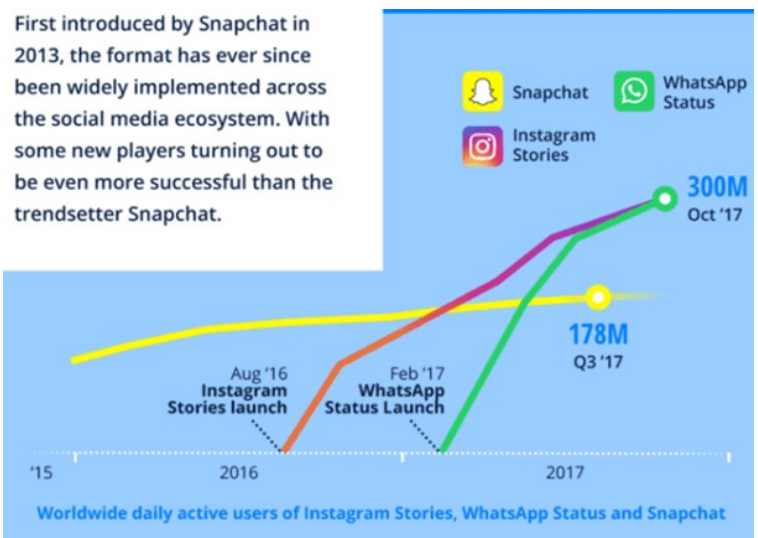 First introduced by Snapchat in
2013, the format has ever since
been widely implemented across
the social media ecosystem. With
some new players turning out to
be even more successful than the
trendsetter Snapchat.
Snapchat
WhatsApp
Status
Instagram
Stories
300M
Oct '17
178M
Q3 '17
Aug '16
Instagram
Stories launch
Feb '17
WhatsApp
Status Launch
'15
2016
2017
Worldwide daily active users of Instagram Stories, WhatsApp Status and Snapchat